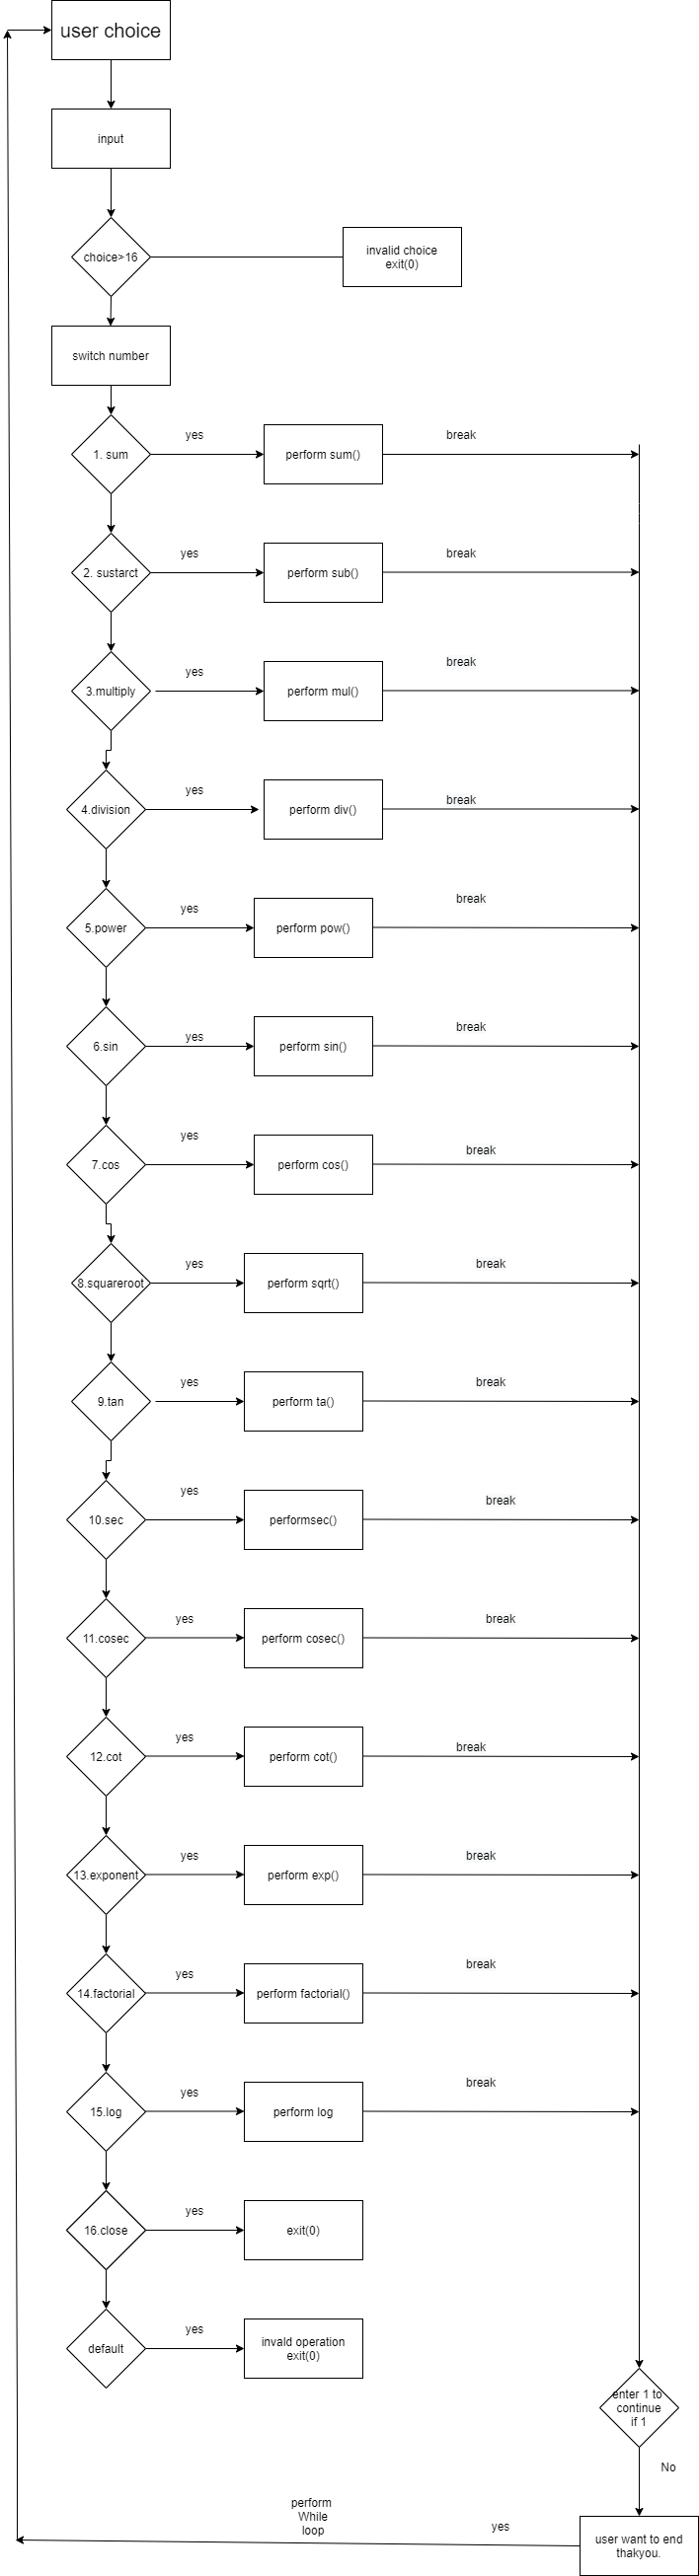 user choice
input
choice>16
invalid choice
exit(0)
switch number
1. sum
yes
perform sum()
break
2. sustarct
yes
perform sub()
break
3.multiply
yes
perform mul()
break
4.division
yes
perform div()
break
5.power
yes
perform pow()
break
6.sin
yes
perform sin()
break
7.cos
yes
perform cos()
break
8.squareroot
yes
perform sqrt()
break
9.tan
yes
perform ta()
break
10.sec
yes
performsec()
break
11.cosec
yes
perform cosec()
break
12.cot
yes
perform cot()
break
13.exponent
yes
perform exp()
break
14.factorial
yes
perform factorial()
break
15.log
yes
perform log
break
16.close
yes
exit(0)
default
yes
invald operation
exit(0)
enter 1 to
continue
if 1
No
perform
While
loop
yes
user want to end
thakyou.